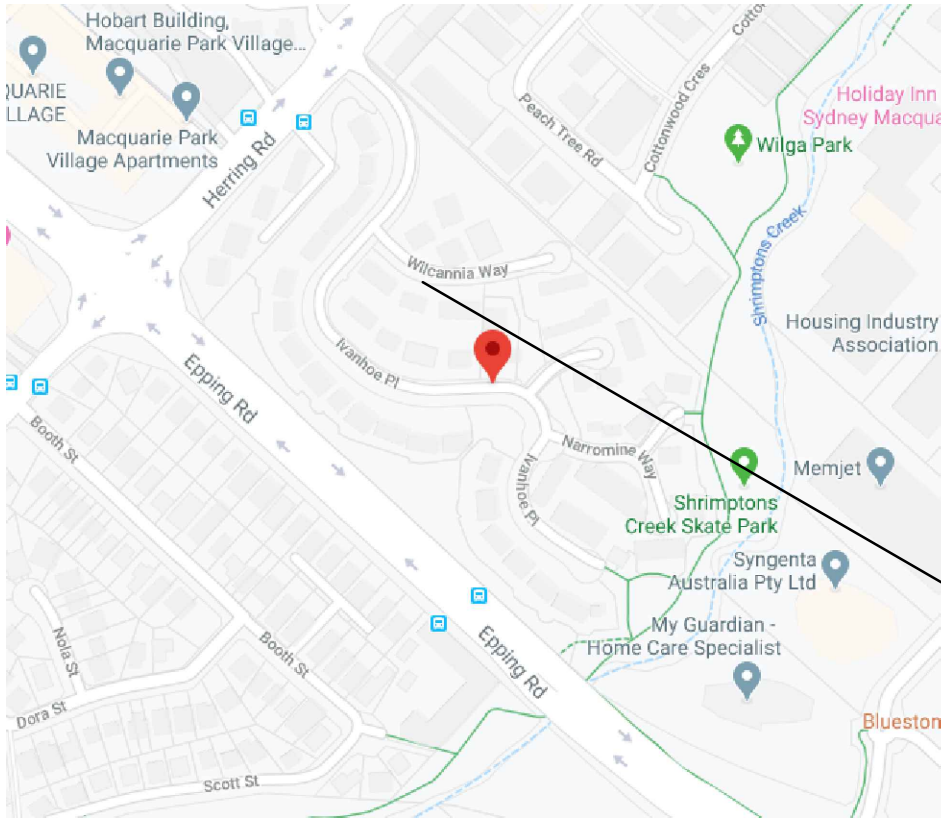 Hobart Building,
Macquarie Park Village...
QUARIE
LLAGE
Macquarie Park
Village Apartments
Herring Rd
Peach Tree Rd
Cottonwood Cres
Cotto
Holiday Inn
Sydney Macqua
Wilga Park
Shrimptons Creek
Wilcannia Way
Housing Industry
Association
Ivanhoe Pl
Epping Rd
Booth St
Narromine Way
Ivanhoe Pl
Memjet
Shrimptons
Creek Skate Park
Syngenta
Australia Pty Ltd
My Guardian -
Home Care Specialist
Epping Rd
Booth St
Nola St
Dora St
Blueston
Scott St